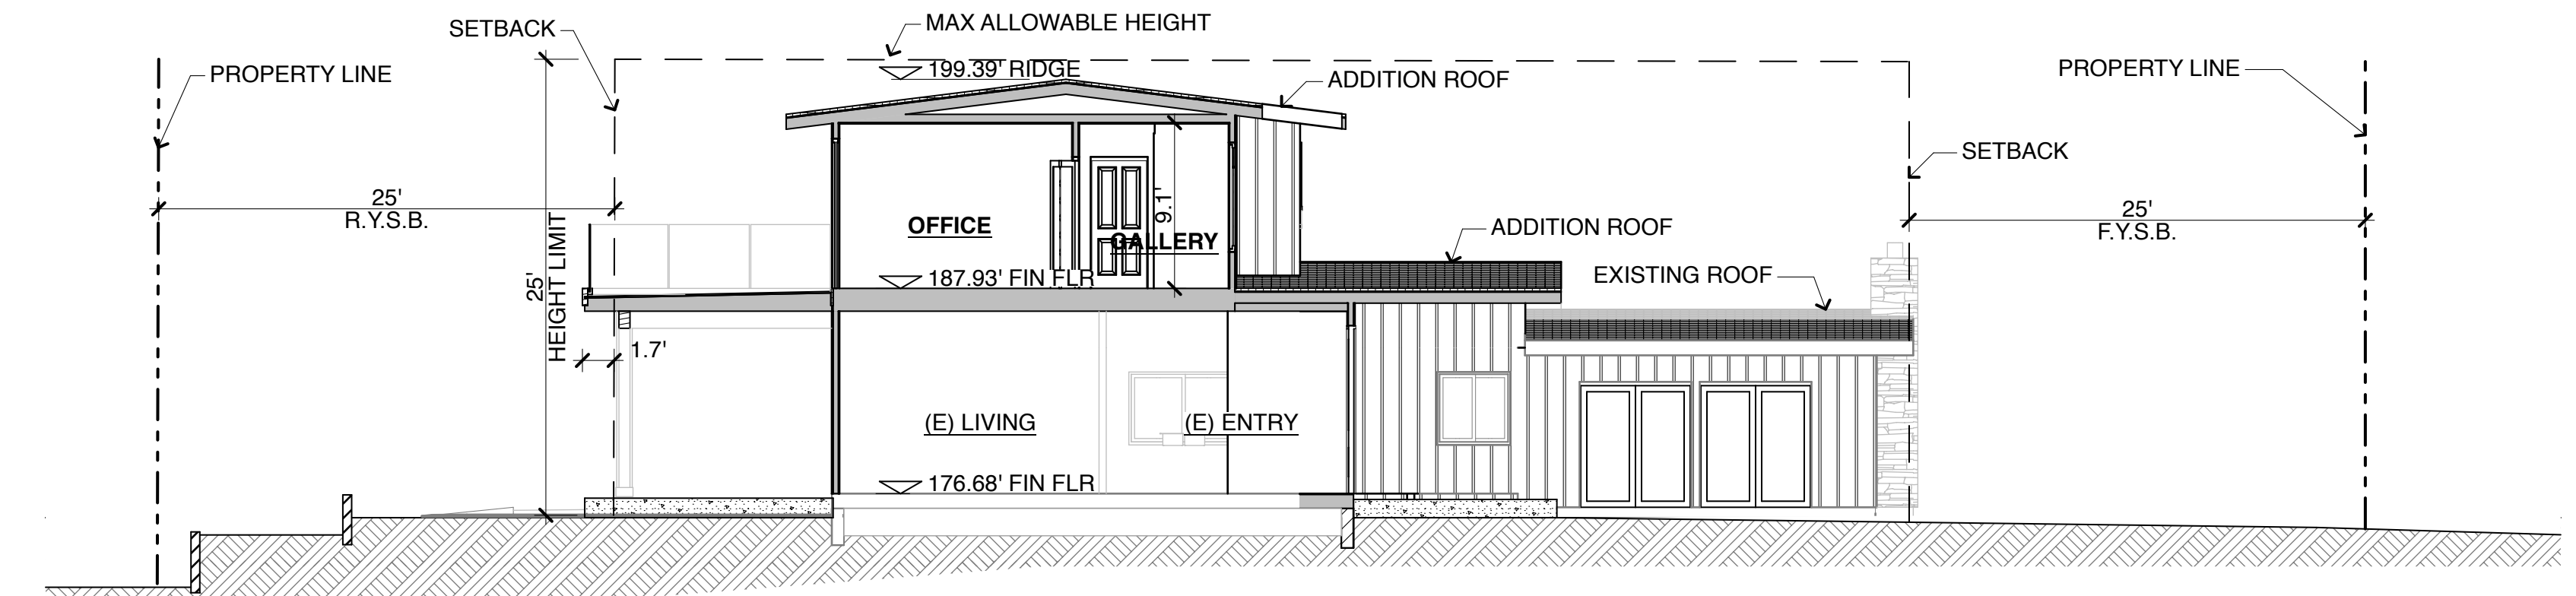 MAX ALLOWABLE HEIGHT
SETBACK
199.39' RIDGE
PROPERTY LINE
PROPERTY LINE
ADDITION ROOF
SETBACK
25'
R.Y.S.B.
25'
F.Y.S.B.
9.1'
OFFICE
GALLERY
ADDITION ROOF
187.93' FIN FLR
EXISTING ROOF
25'
HEIGHT LIMIT
1.7'
(E) LIVING
(E) ENTRY
176.68' FIN FLR